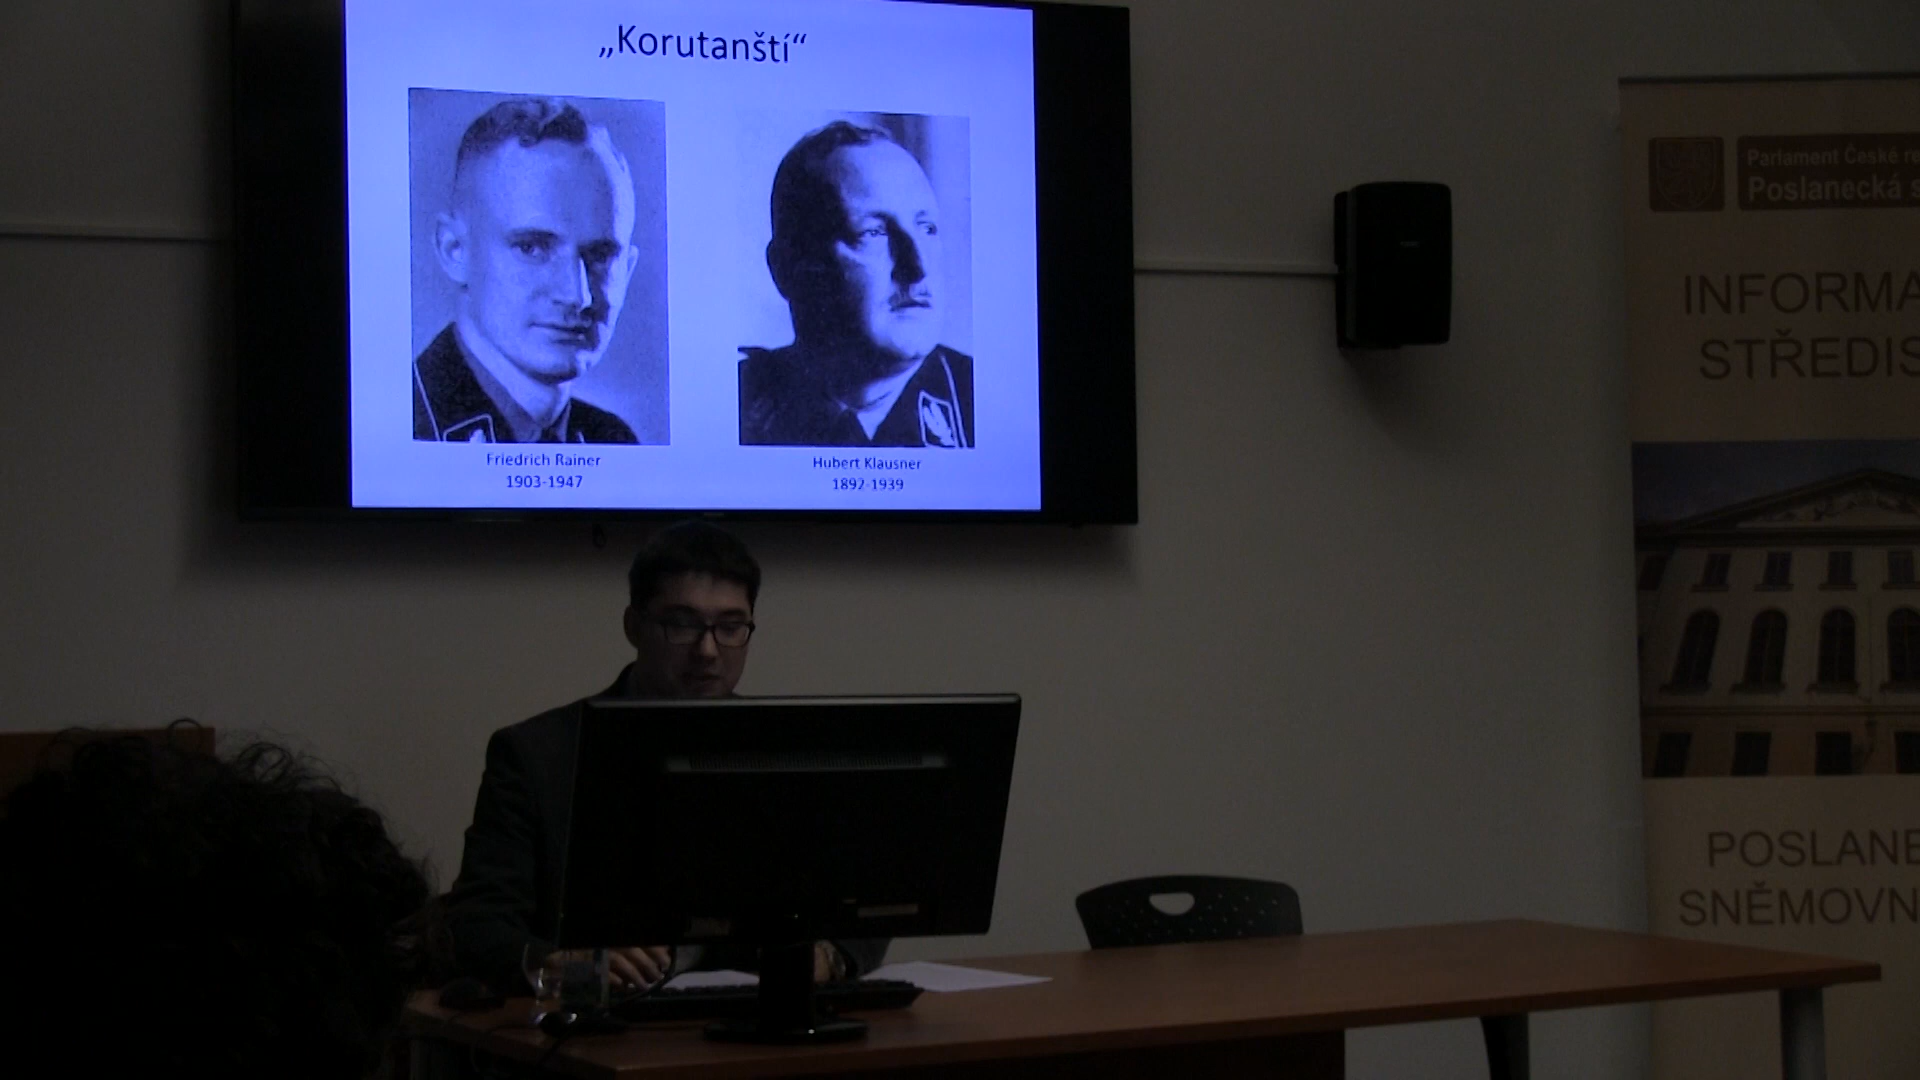 „Korutanští“
Friedrich Rainer
1903-1947
Hubert Klausner
1892-1939
Parlament České re
Poslanecká s
INFORMA
STŘEDIS
POSLANE
SNĚMOVN